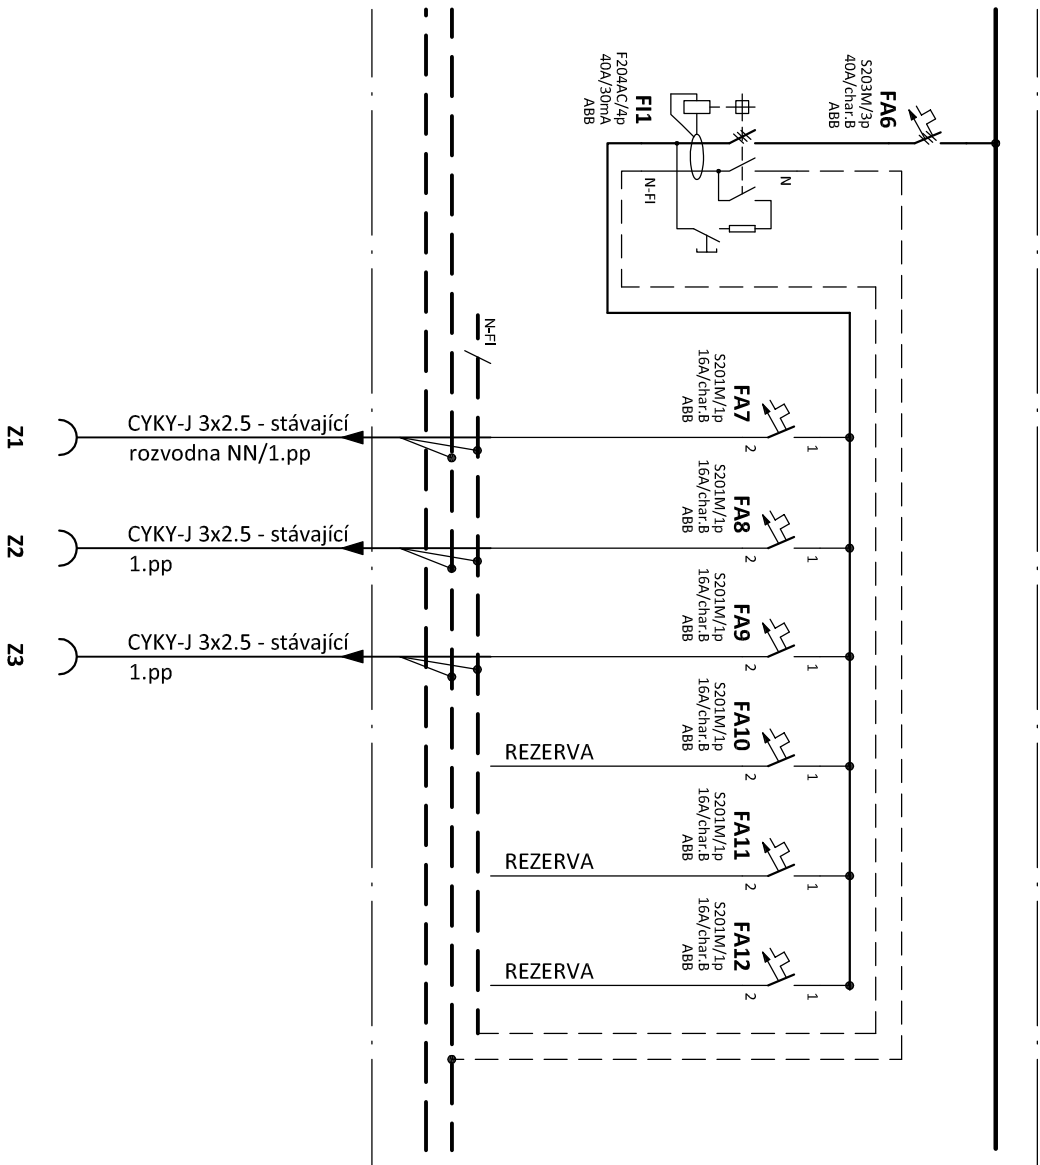 FA6
S203M/3p
40A/char.B
ABB
FI1
F204AC/4p
40A/30mA
ABB
N
N-FI
N-FI
FA7
S201M/1p
16A/char.B
ABB
1
2
CYKY-J 3x2.5 - stávající
rozvodna NN/1.pp
Z1
FA8
S201M/1p
16A/char.B
ABB
1
2
CYKY-J 3x2.5 - stávající
1.pp
Z2
FA9
S201M/1p
16A/char.B
ABB
1
2
CYKY-J 3x2.5 - stávající
1.pp
Z3
FA10
S201M/1p
16A/char.B
ABB
1
2
REZERVA
FA11
S201M/1p
16A/char.B
ABB
1
2
REZERVA
FA12
S201M/1p
16A/char.B
ABB
1
2
REZERVA